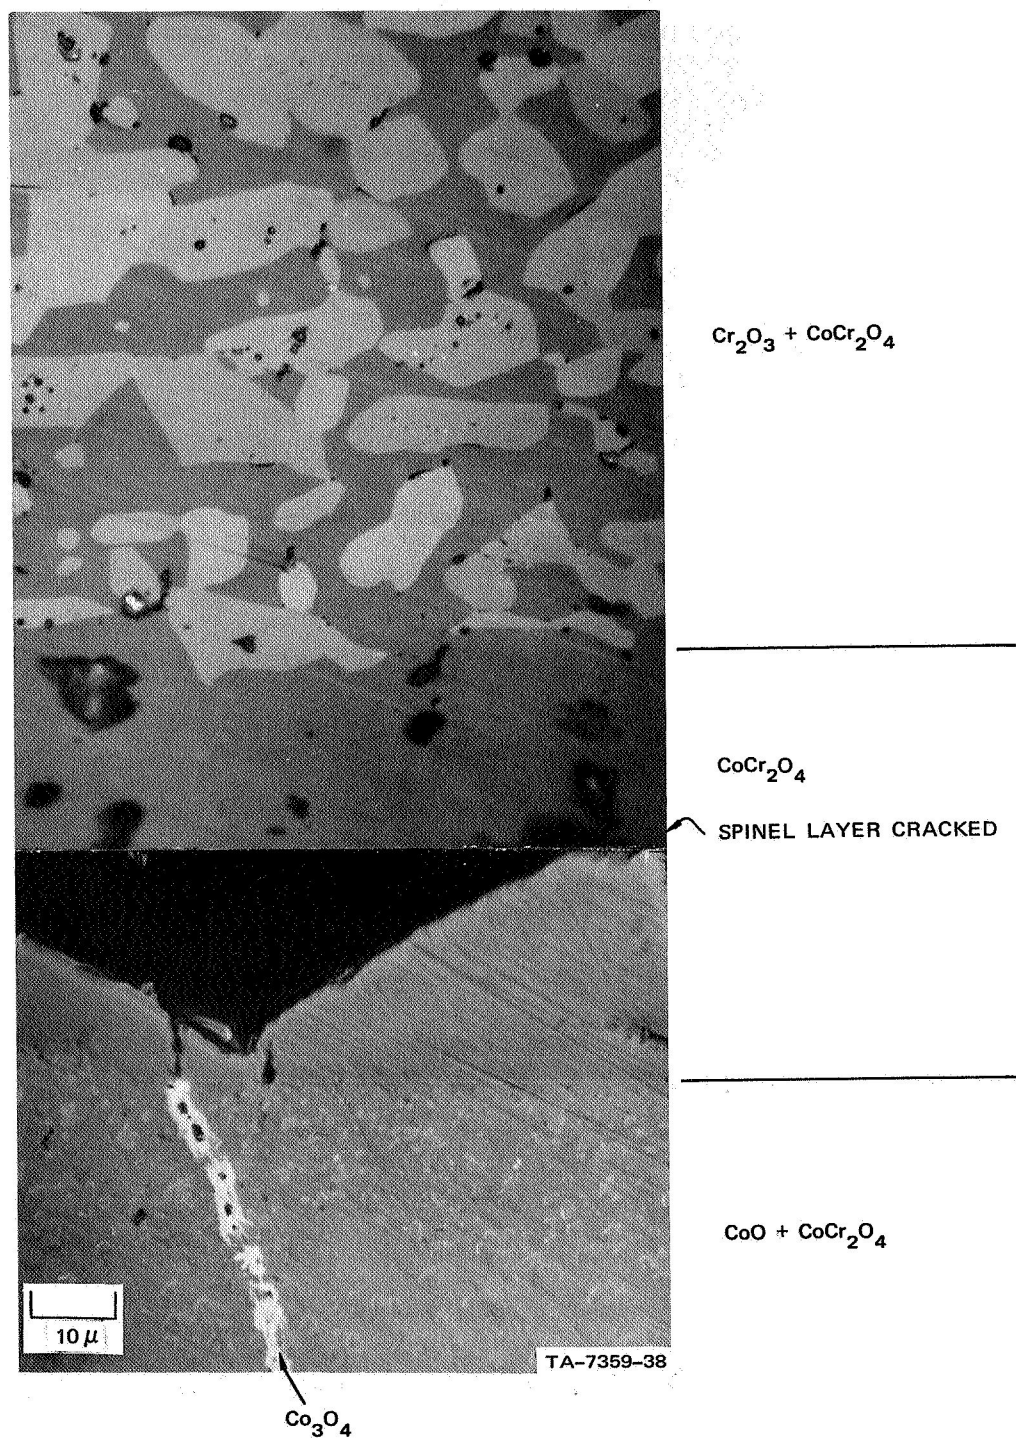 Cr₂O₃ + CoCr₂O₄
CoCr₂O₄
SPINEL LAYER CRACKED
CoO + CoCr₂O₄
10 μ
TA-7359-38
Co₃O₄